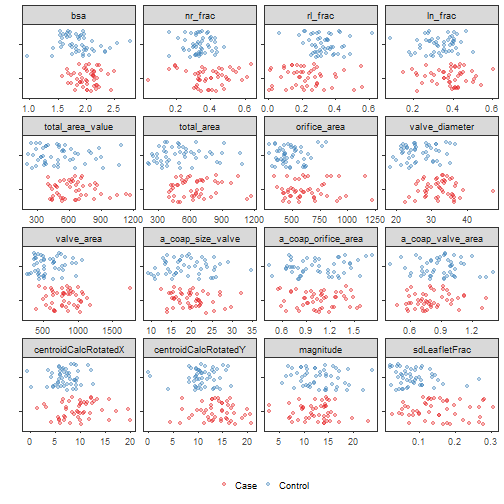 bsa nr_frac rl_frac ln_frac
1.0 1.5 2.0 2.5 0.2 0.4 0.6 0.0 0.2 0.4 0.6 0.2 0.4 0.6
total_area_value total_area orifice_area valve_diameter
300 600 900 1200 300 600 900 1200 500 750 1000 1250 20 30 40
valve_area a_coap_size_valve a_coap_orifice_area a_coap_valve_area
500 1000 1500 10 15 20 25 30 35 0.6 0.9 1.2 1.5 0.6 0.9 1.2
centroidCalcRotatedX centroidCalcRotatedY magnitude sdLeafletFrac
0 5 10 15 20 0 5 10 15 20 5 10 15 20 0.1 0.2 0.3
Case Control